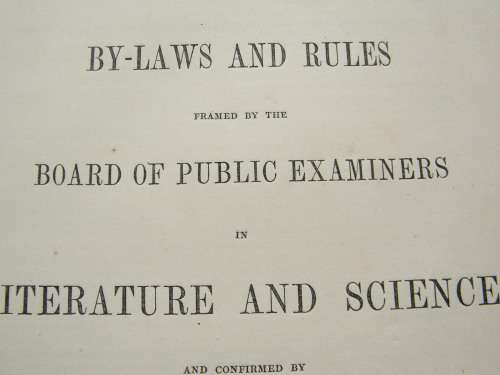 BY-LAWS AND RULES
FRAMED BY THE
BOARD OF PUBLIC EXAMINERS
IN
ITERATURE AND SCIENCE
AND CONFIRMED BY